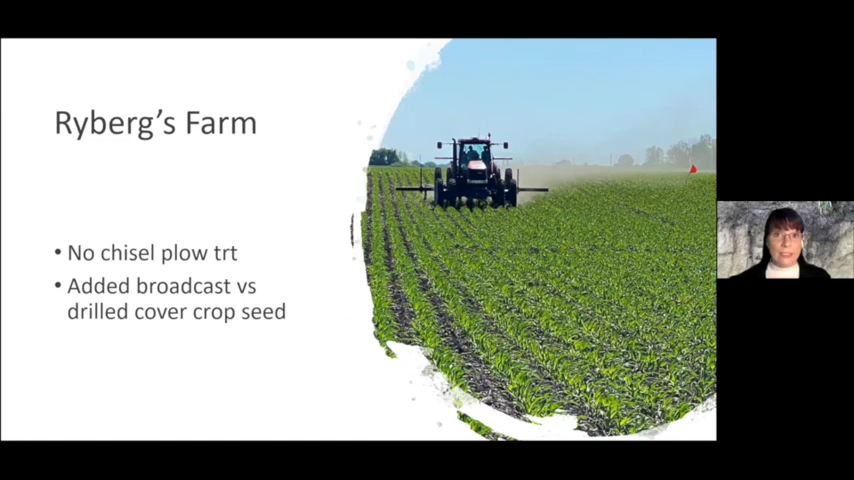 Ryberg’s Farm
• No chisel plow trt
• Added broadcast vs
drilled cover crop seed